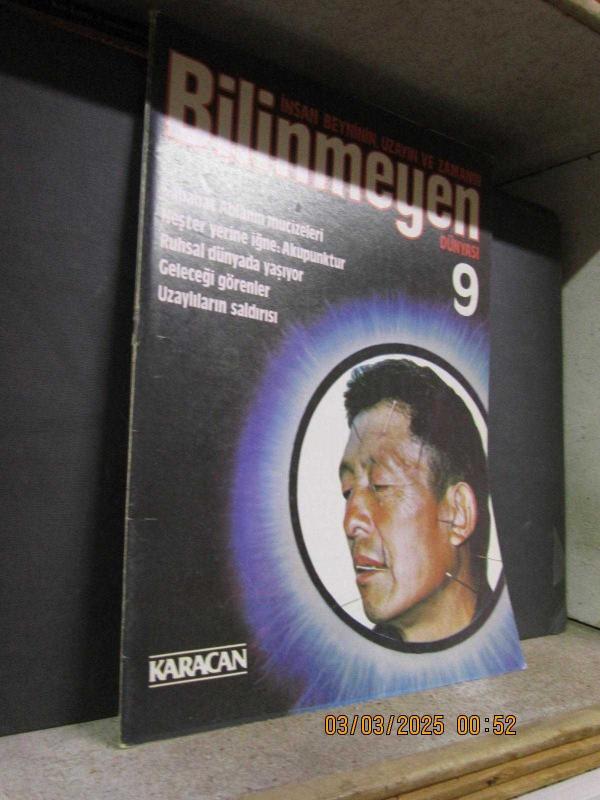 İNSAN BEYNİNİN, UZAYIN VE ZAMANIN
Bilinmeyen
DÜNYASI
9
ablanın mucizeleri
Neşter yerine iğne: Akupunktur
Ruhsal dünyada yaşıyor
Geleceği görenler
Uzaylıların saldırısı
KARACAN
03/03/2025 00:52